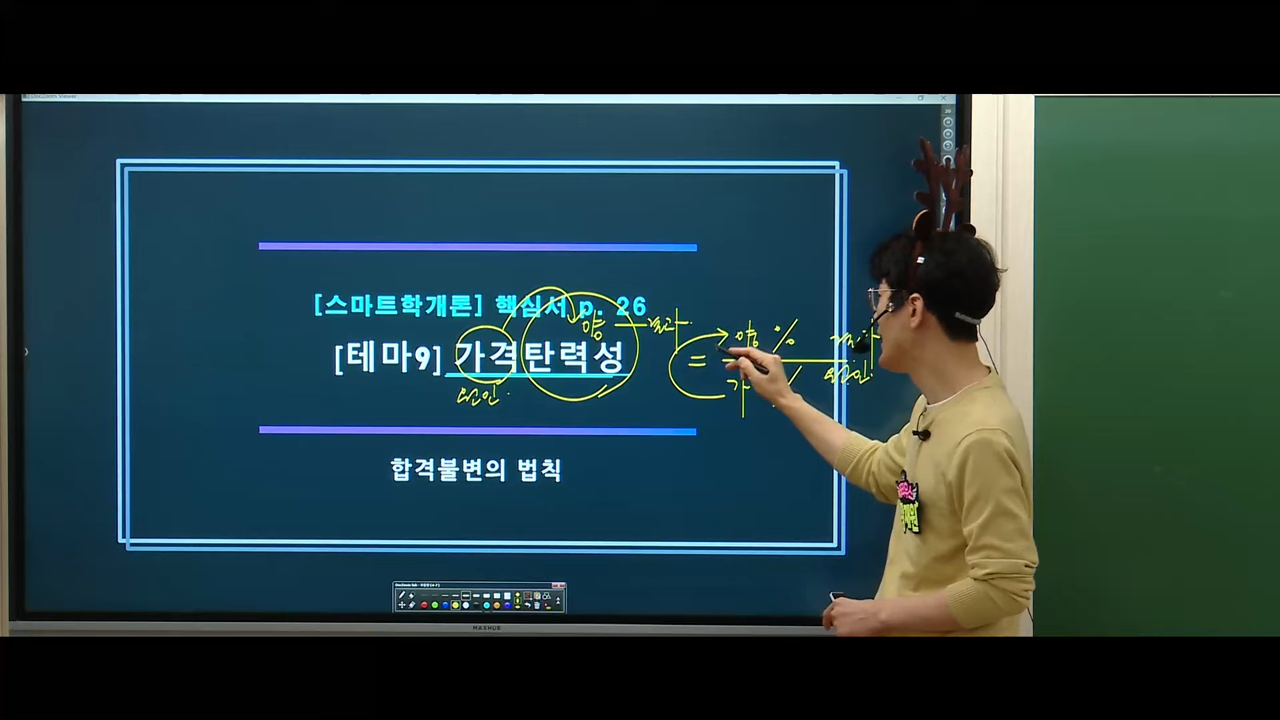 [스마트학개론] 핵심서 p. 26
양 결과
[테마9] 가격탄력성
원인
= 양 % 결과
가 % 원인
합격불변의 법칙
MAXHUB